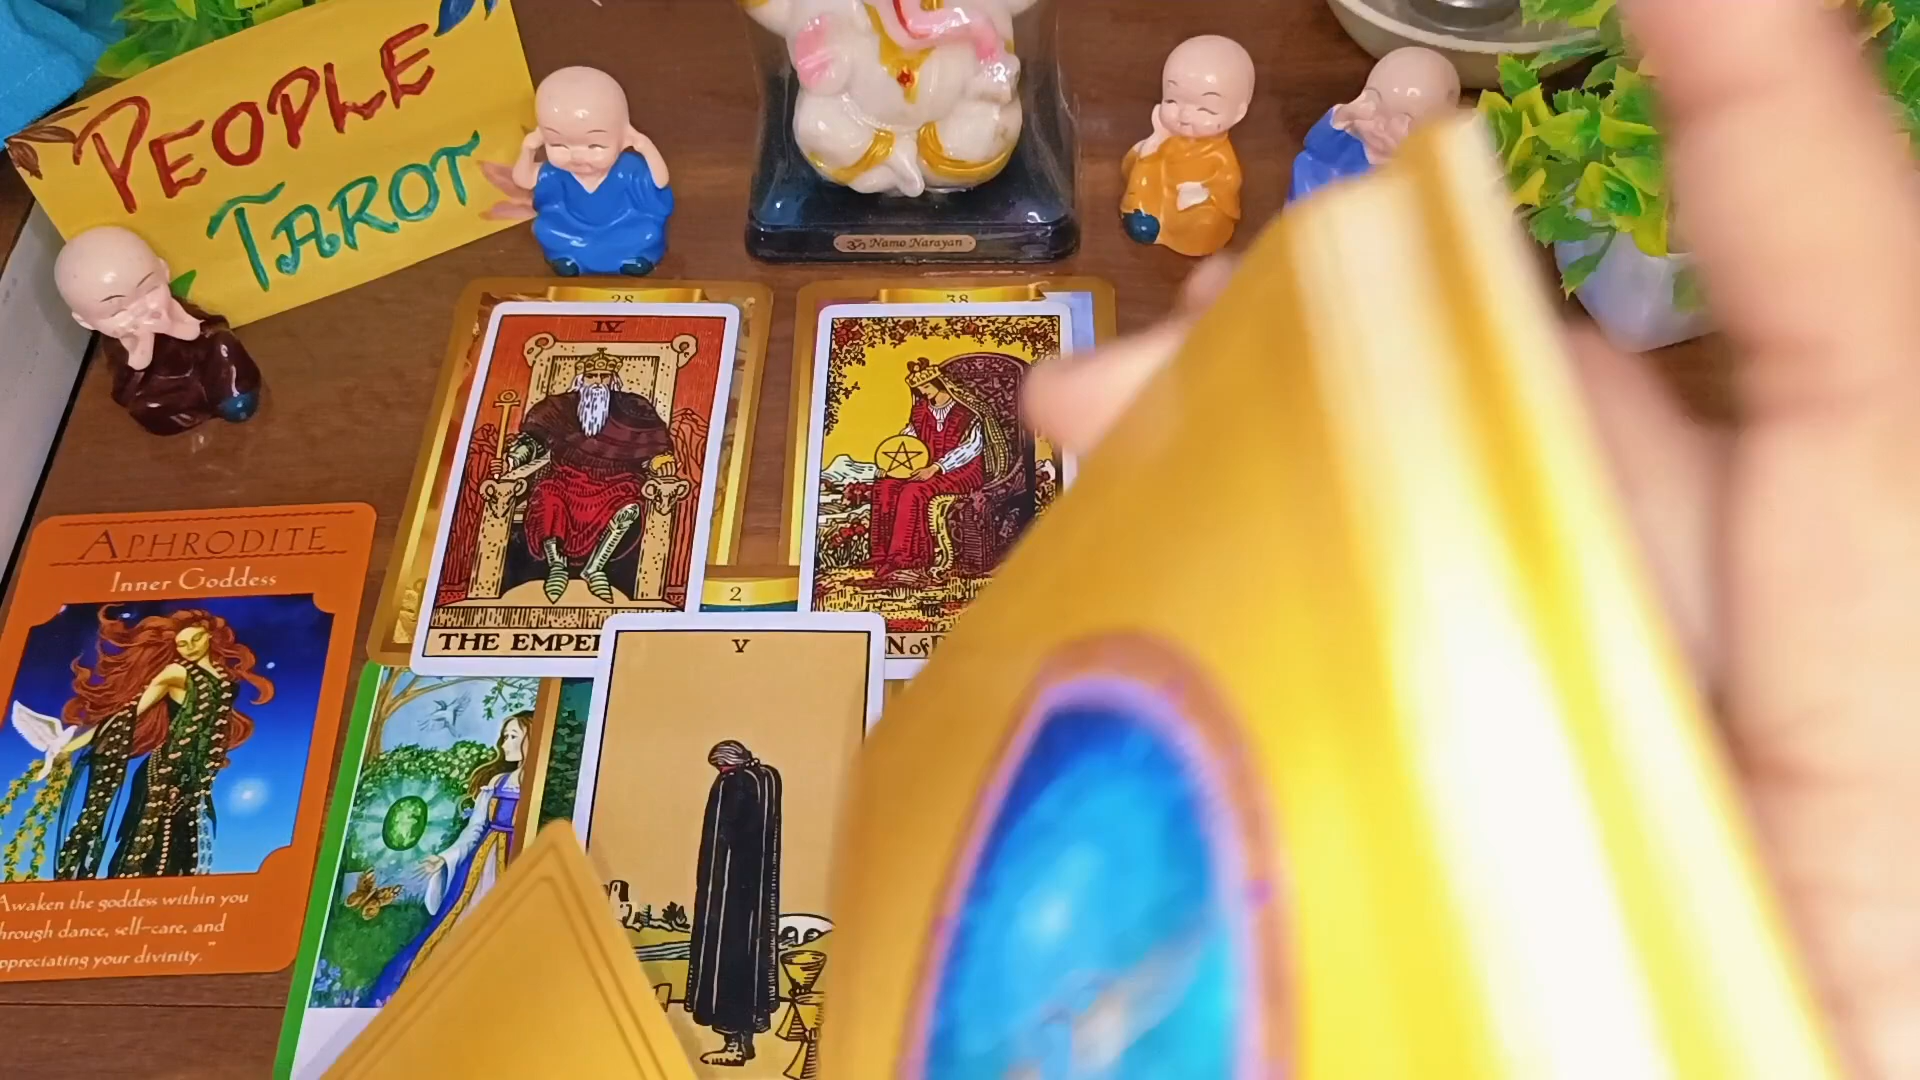 PEOPLE
TAROT
ॐ Namo Narayan
28
38
IV
THE EMPE
2
V
N of
APHRODITE
Inner Goddess
Awaken the goddess within you
hrough dance, self-care, and
ppreciating your divinity."